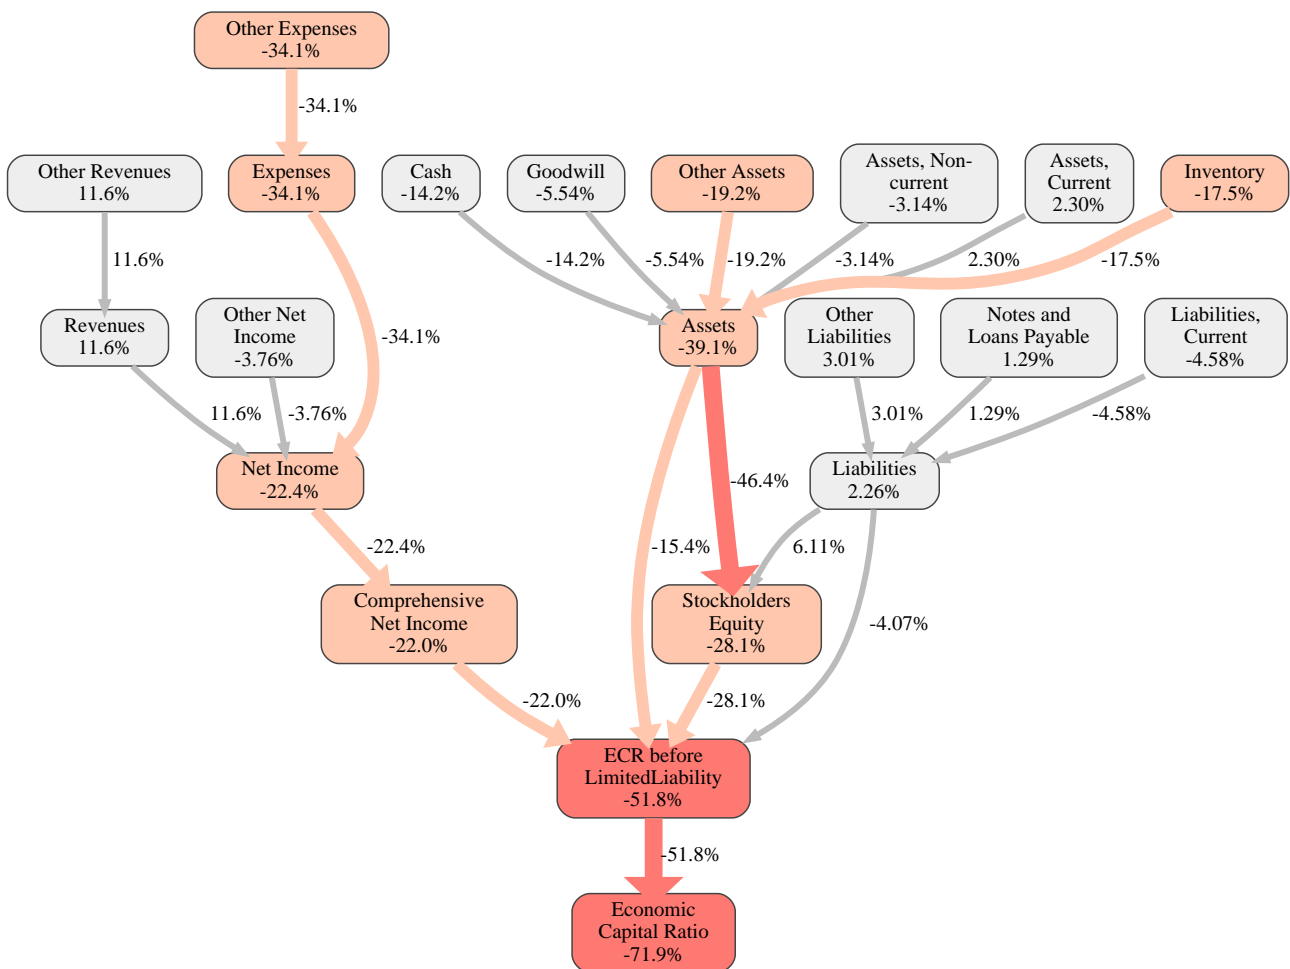 Other Expenses
-34.1%
-34.1%
Other Revenues
11.6%
Expenses
-34.1%
Cash
-14.2%
Goodwill
-5.54%
Other Assets
-19.2%
Assets, Non-
current
-3.14%
Assets,
Current
2.30%
Inventory
-17.5%
11.6%
-34.1%
-14.2%
-5.54%
-19.2%
-3.14%
2.30%
-17.5%
Revenues
11.6%
Other Net
Income
-3.76%
Assets
-39.1%
Other
Liabilities
3.01%
Notes and
Loans Payable
1.29%
Liabilities,
Current
-4.58%
11.6%
-3.76%
-46.4%
3.01%
1.29%
-4.58%
Net Income
-22.4%
Liabilities
2.26%
-22.4%
-15.4%
6.11%
-4.07%
Comprehensive
Net Income
-22.0%
Stockholders
Equity
-28.1%
-22.0%
-28.1%
ECR before
LimitedLiability
-51.8%
-51.8%
Economic
Capital Ratio
-71.9%